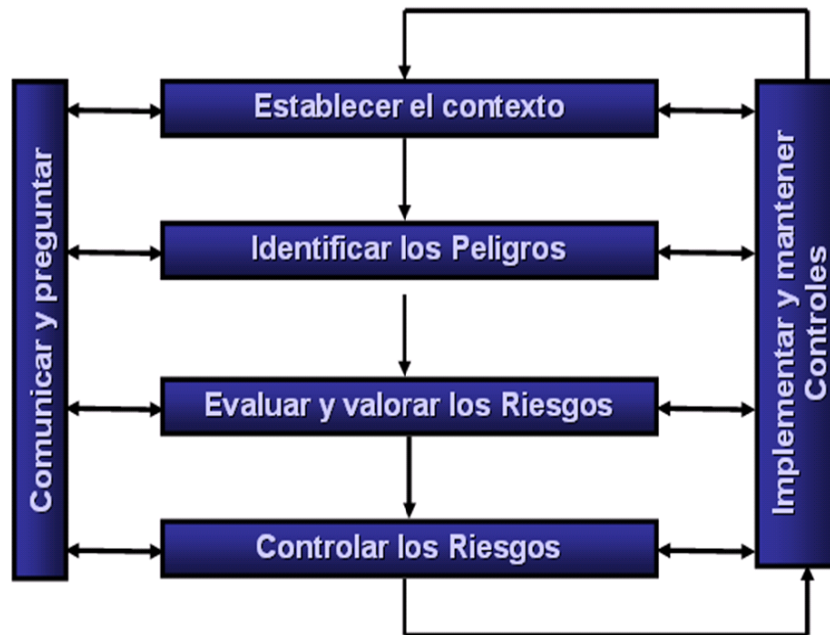 Comunicar y preguntar
Establecer el contexto
Identificar los Peligros
Evaluar y valorar los Riesgos
Controlar los Riesgos
Implementar y mantener
Controles